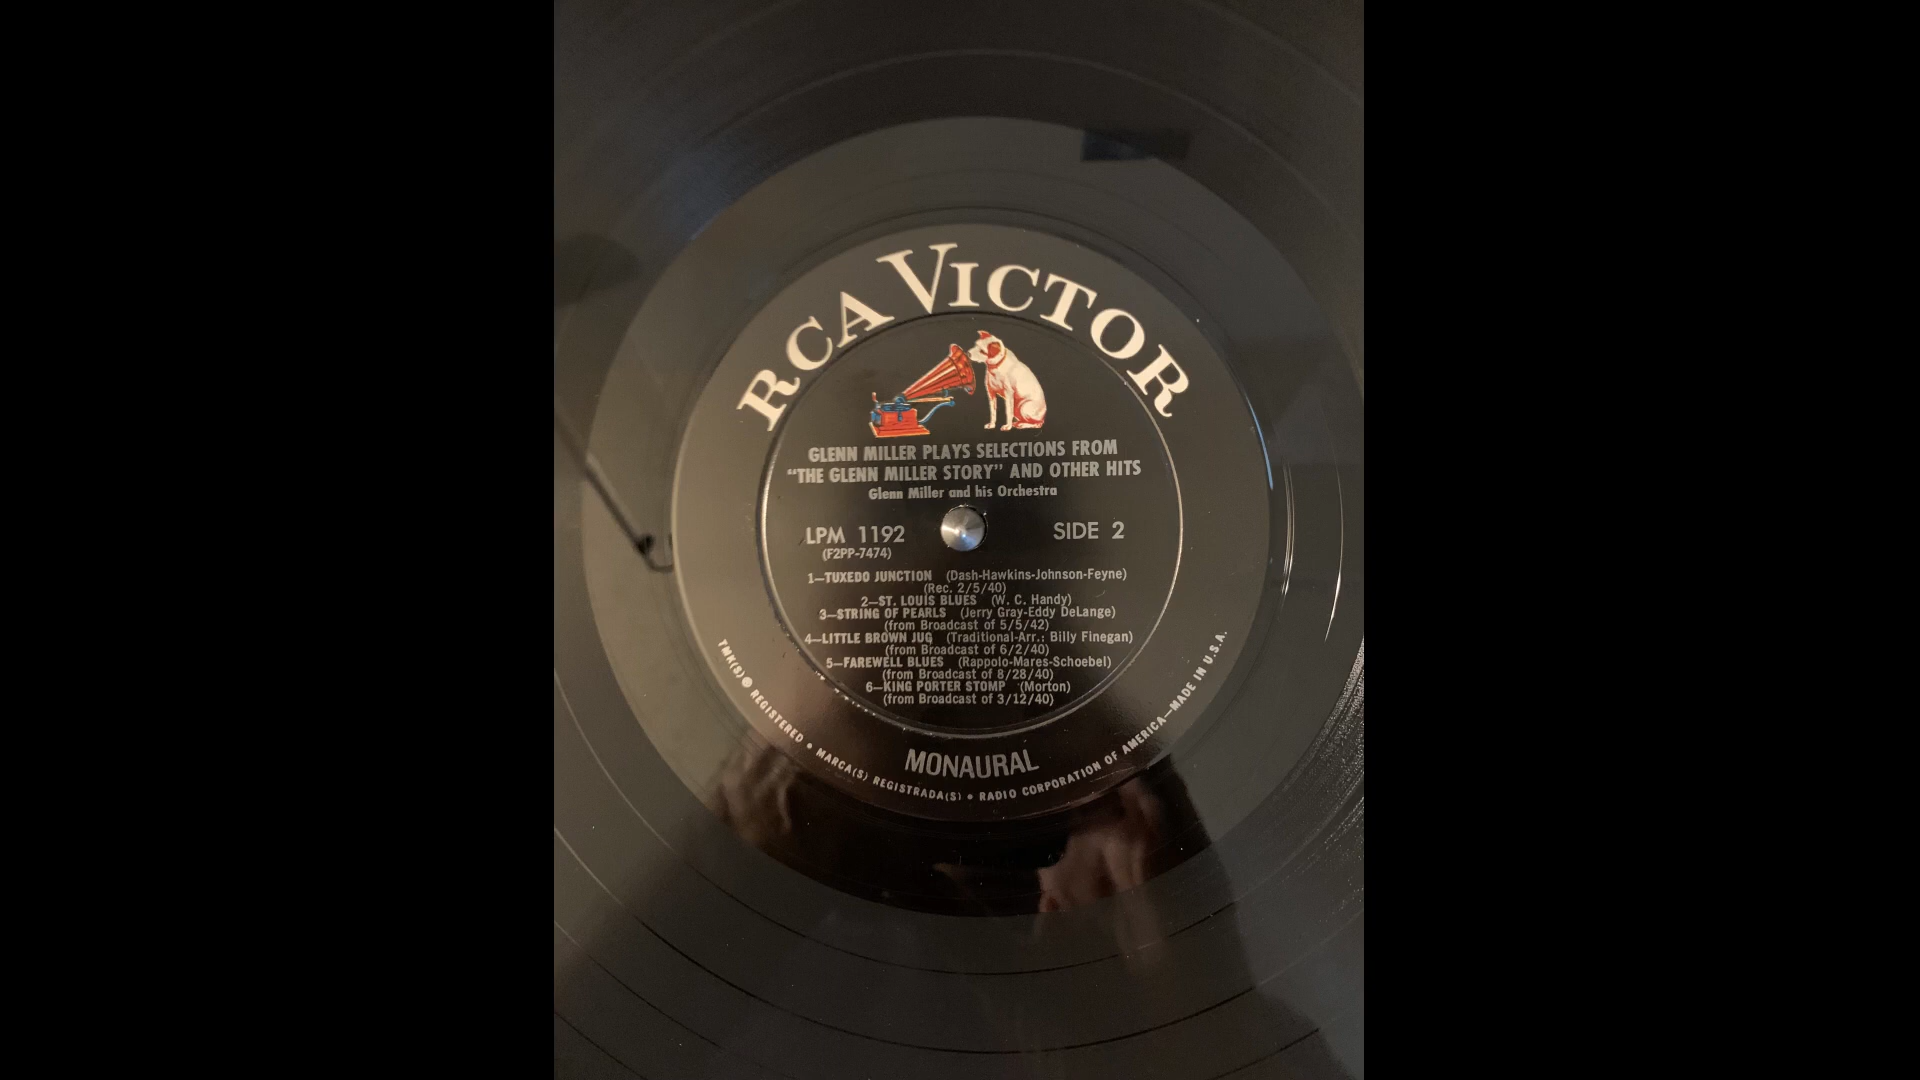 RCA VICTOR
GLENN MILLER PLAYS SELECTIONS FROM
"THE GLENN MILLER STORY" AND OTHER HITS
Glenn Miller and his Orchestra
LPM 1192
(F2PP-7474)
SIDE 2
1—TUXEDO JUNCTION (Dash-Hawkins-Johnson-Feyne)
(Rec. 2/5/40)
2—ST. LOUIS BLUES (W. C. Handy)
3—STRING OF PEARLS (Jerry Gray-Eddy DeLange)
(from Broadcast of 5/5/42)
4—LITTLE BROWN JUG (Traditional-Arr.: Billy Finegan)
(from Broadcast of 6/2/40)
5—FAREWELL BLUES (Rappolo-Mares-Schoebel)
(from Broadcast of 8/28/40)
6—KING PORTER STOMP (Morton)
(from Broadcast of 3/12/40)
MONAURAL
TMK(S) ® REGISTERED • MARCA(S) REGISTRADA(S) • RADIO CORPORATION OF AMERICA—MADE IN U.S.A.